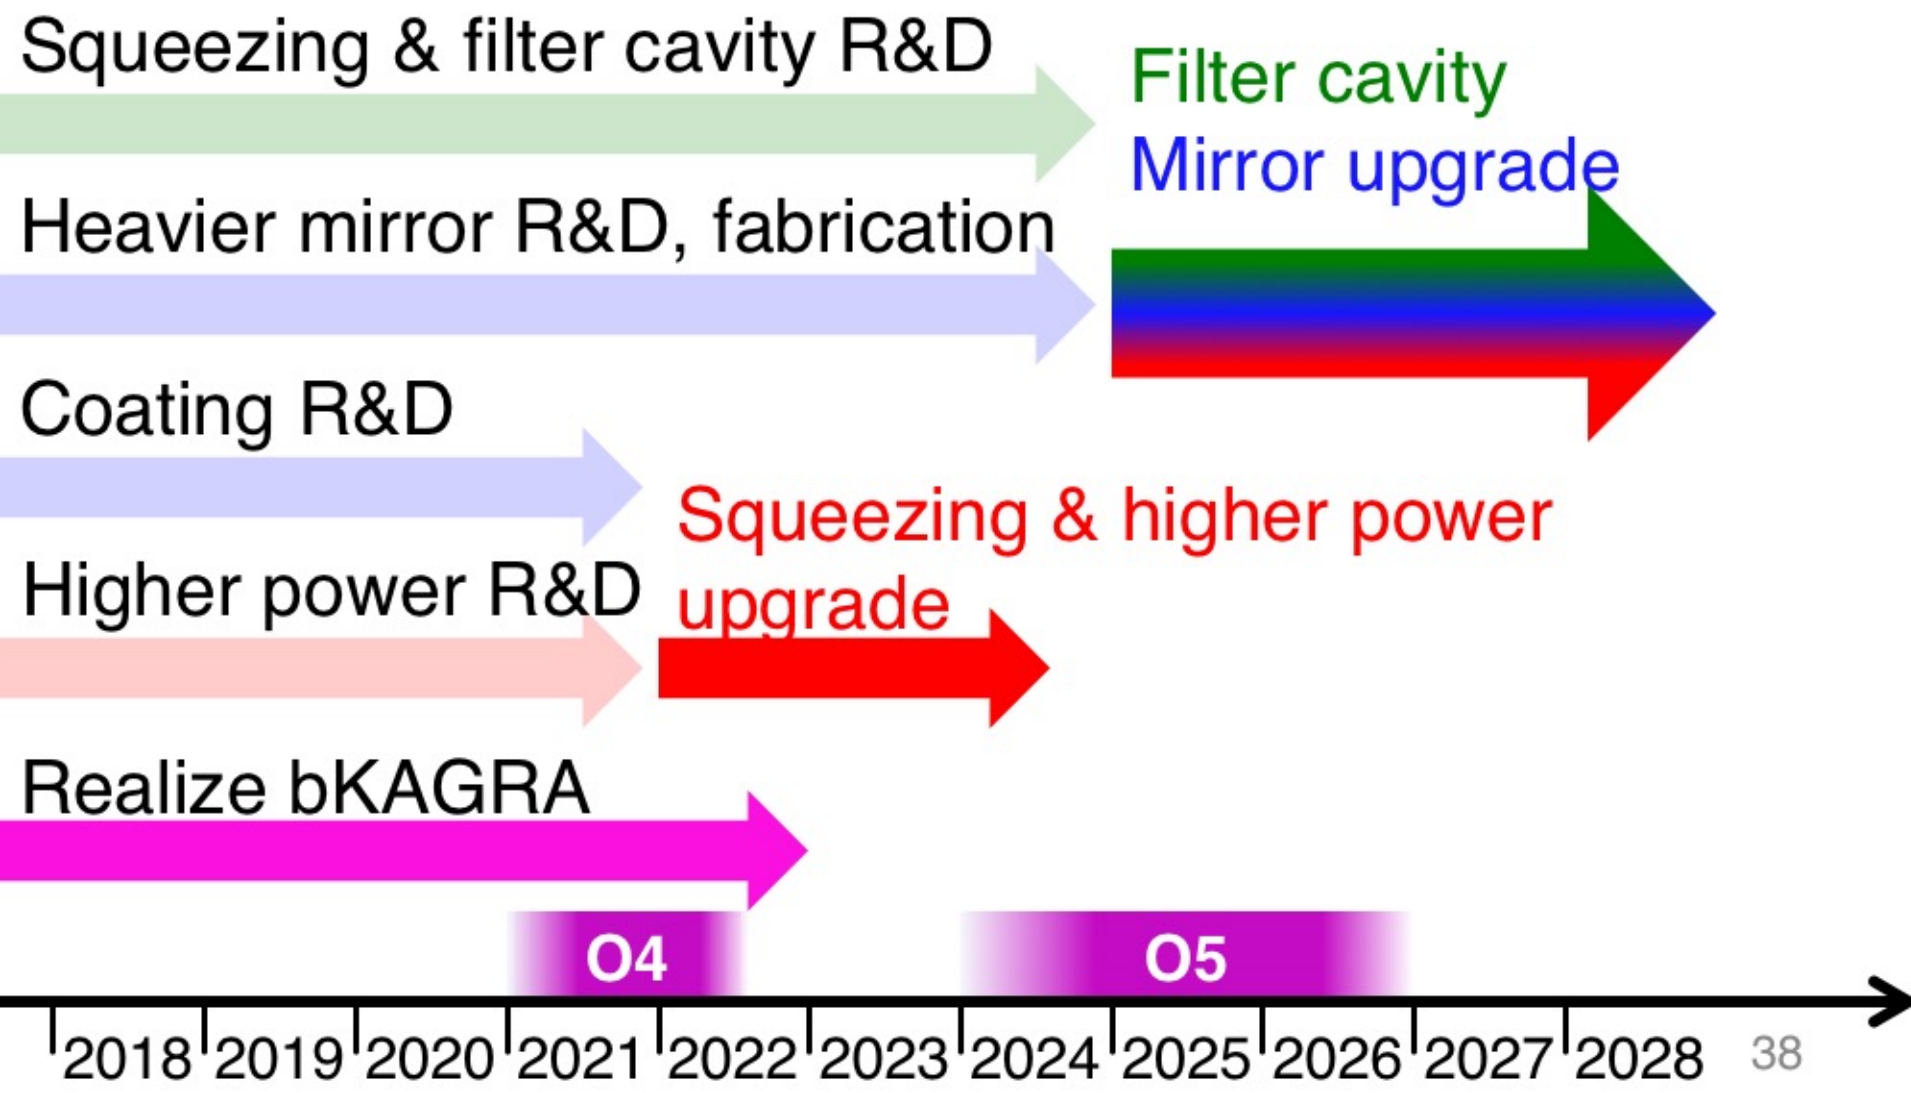 Squeezing & filter cavity R&D
Filter cavity
Mirror upgrade
Heavier mirror R&D, fabrication
Coating R&D
Squeezing & higher power
upgrade
Higher power R&D
Realize bKAGRA
O4
O5
2018 2019 2020 2021 2022 2023 2024 2025 2026 2027 2028 38